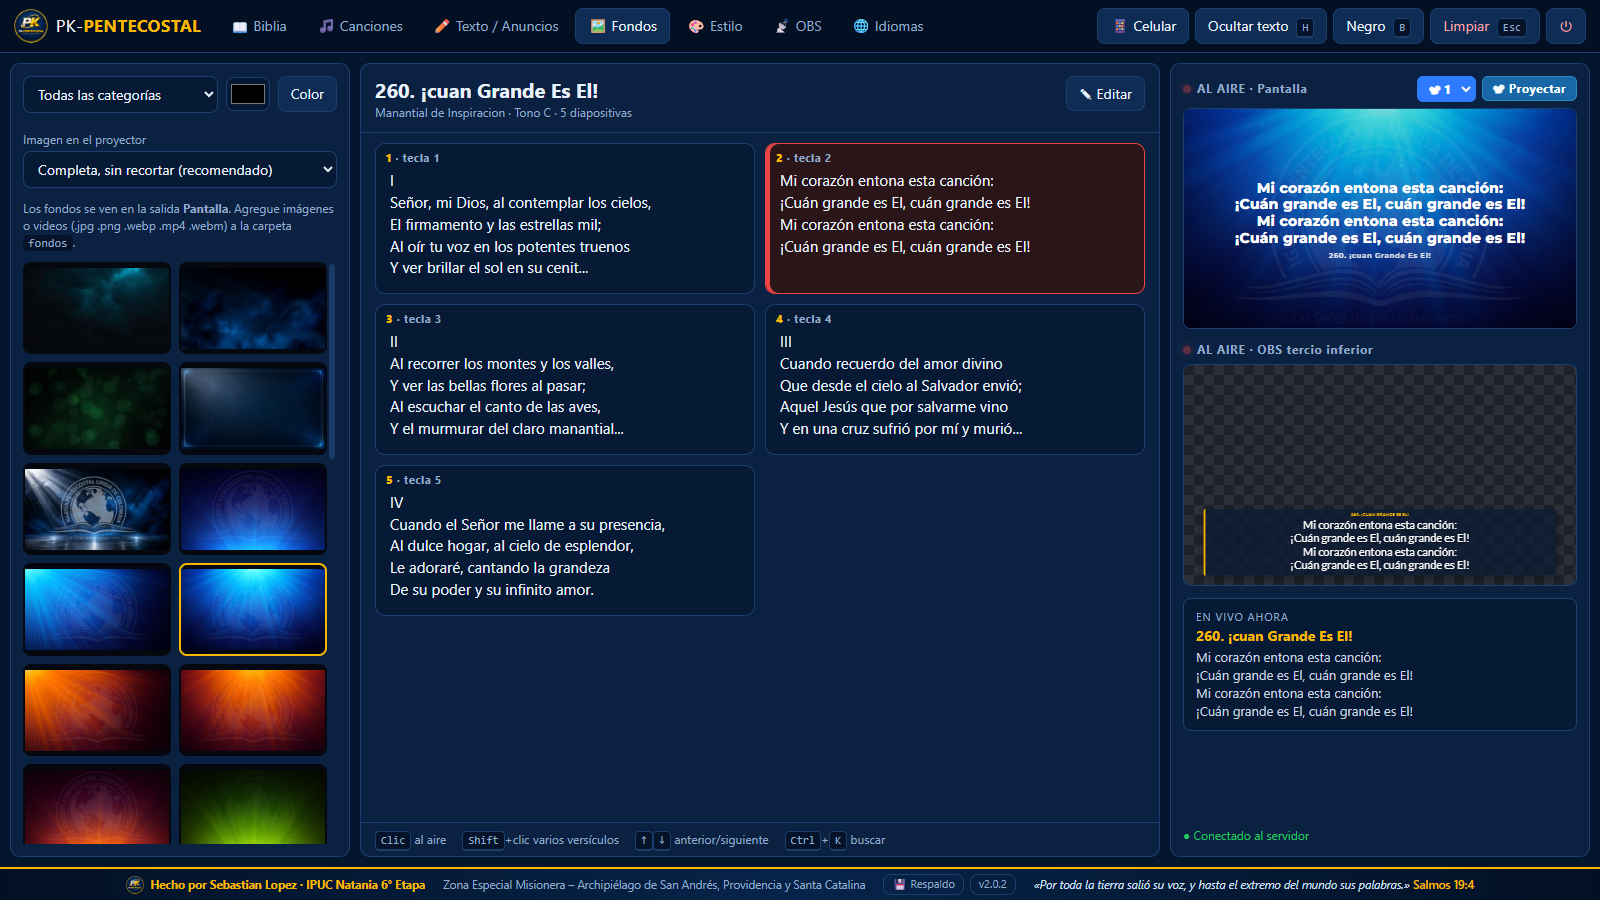 PK-PENTECOSTAL
Biblia
Canciones
Texto / Anuncios
Fondos
Estilo
OBS
Idiomas
Celular
Ocultar texto H
Negro B
Limpiar Esc
Todas las categorías
Color
Imagen en el proyector
Completa, sin recortar (recomendado)
Los fondos se ven en la salida Pantalla. Agregue imágenes
o videos (.jpg .png .webp .mp4 .webm) a la carpeta
fondos .
260. ¡cuan Grande Es El!
Manantial de Inspiracion · Tono C · 5 diapositivas
Editar
1 · tecla 1
I
Señor, mi Dios, al contemplar los cielos,
El firmamento y las estrellas mil;
Al oír tu voz en los potentes truenos
Y ver brillar el sol en su cenit...
2 · tecla 2
Mi corazón entona esta canción:
¡Cuán grande es El, cuán grande es El!
Mi corazón entona esta canción:
¡Cuán grande es El, cuán grande es El!
3 · tecla 3
II
Al recorrer los montes y los valles,
Y ver las bellas flores al pasar;
Al escuchar el canto de las aves,
Y el murmurar del claro manantial...
4 · tecla 4
III
Cuando recuerdo del amor divino
Que desde el cielo al Salvador envió;
Aquel Jesús que por salvarme vino
Y en una cruz sufrió por mí y murió...
5 · tecla 5
IV
Cuando el Señor me llame a su presencia,
Al dulce hogar, al cielo de esplendor,
Le adoraré, cantando la grandeza
De su poder y su infinito amor.
Clic al aire Shift +clic varios versículos ↑ ↓ anterior/siguiente Ctrl + K buscar
AL AIRE · Pantalla
1
Proyectar
Mi corazón entona esta canción:
¡Cuán grande es El, cuán grande es El!
Mi corazón entona esta canción:
¡Cuán grande es El, cuán grande es El!
260. ¡cuan Grande Es El!
Un Señor, una fe, un bautismo.
AL AIRE · OBS tercio inferior
260. ¡CUAN GRANDE ES EL!
Mi corazón entona esta canción:
¡Cuán grande es El, cuán grande es El!
Mi corazón entona esta canción:
¡Cuán grande es El, cuán grande es El!
EN VIVO AHORA
260. ¡cuan Grande Es El!
Mi corazón entona esta canción:
¡Cuán grande es El, cuán grande es El!
Mi corazón entona esta canción:
¡Cuán grande es El, cuán grande es El!
Conectado al servidor
Hecho por Sebastian Lopez · IPUC Natania 6° Etapa
Zona Especial Misionera – Archipiélago de San Andrés, Providencia y Santa Catalina
Respaldo
v2.0.2
«Por toda la tierra salió su voz, y hasta el extremo del mundo sus palabras.» Salmos 19:4